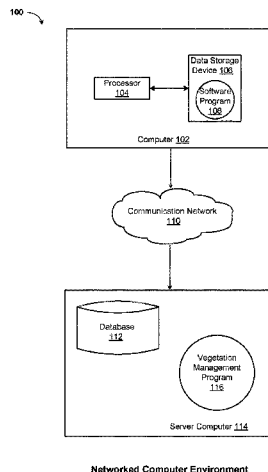 100
Data Storage
Device 106
Processor
104
Software
Program
108
Computer 102
Communication Network
110
Database
112
Vegetation
Management
Program
116
Server Computer 114
Networked Computer Environment